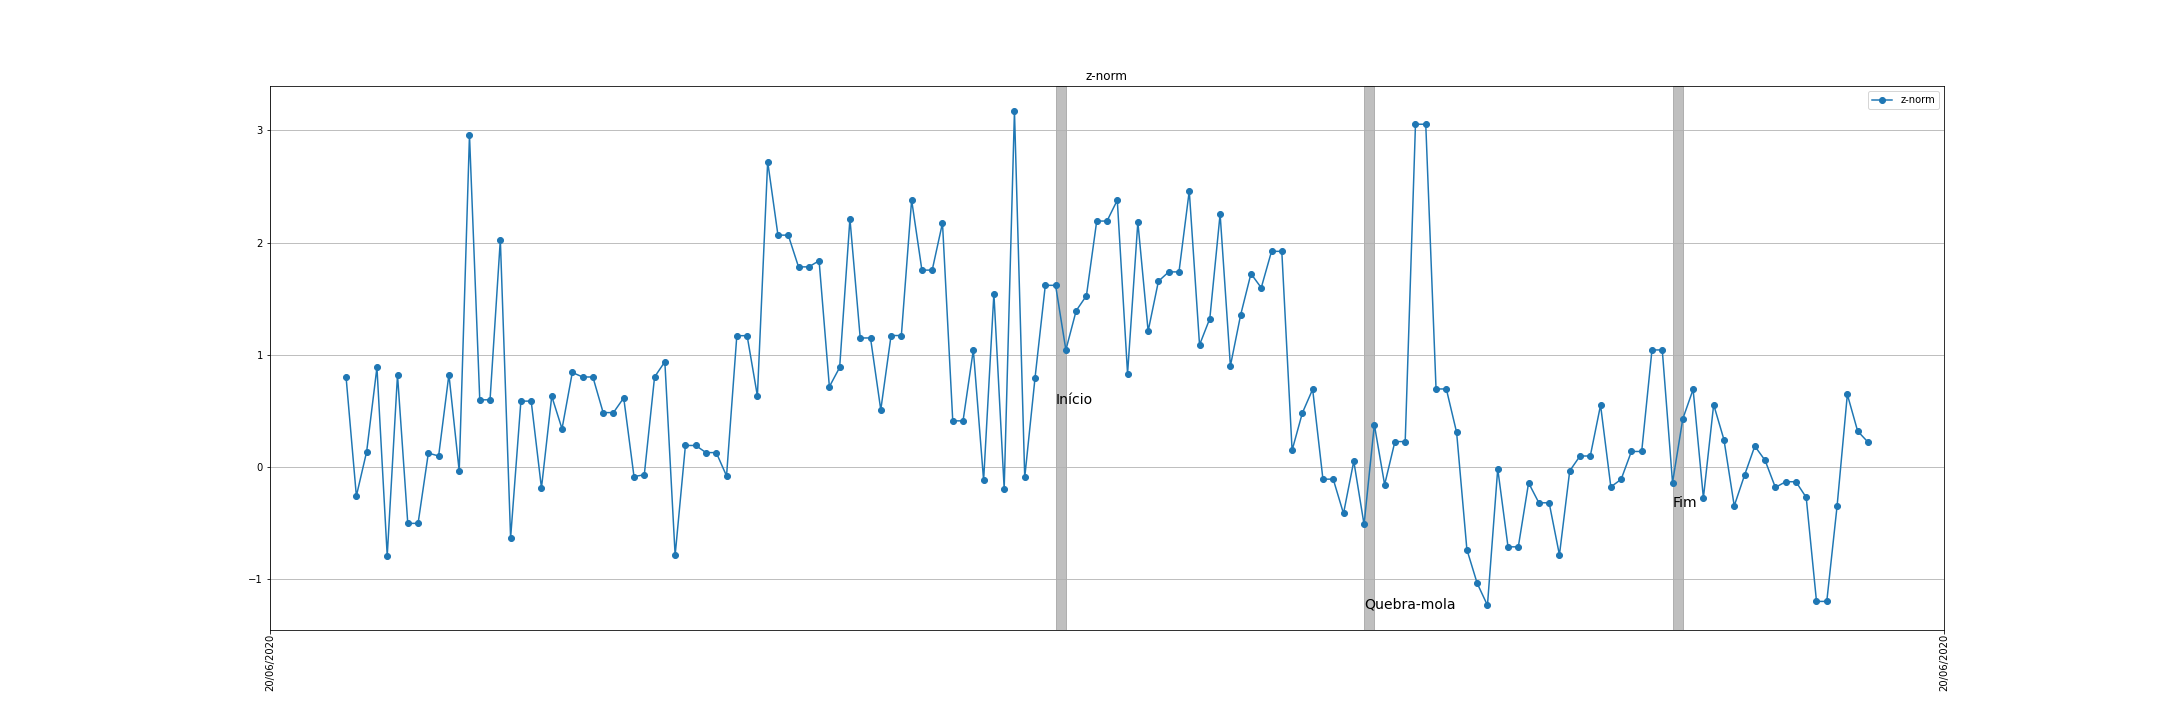 z-norm
z-norm
3
2
1
0
−1
Início
Fim
Quebra-mola
20/06/2020
20/06/2020